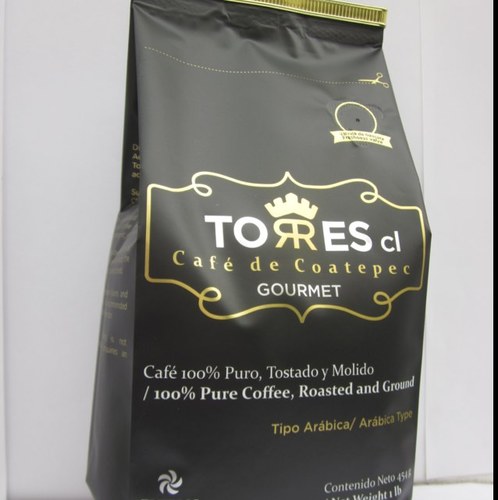 TORRES cl
Café de Coatepec
GOURMET
Café 100% Puro, Tostado y Molido
/ 100% Pure Coffee, Roasted and Ground
Tipo Arábica/ Arábica Type
Contenido Neto
Net Weight 1 lb